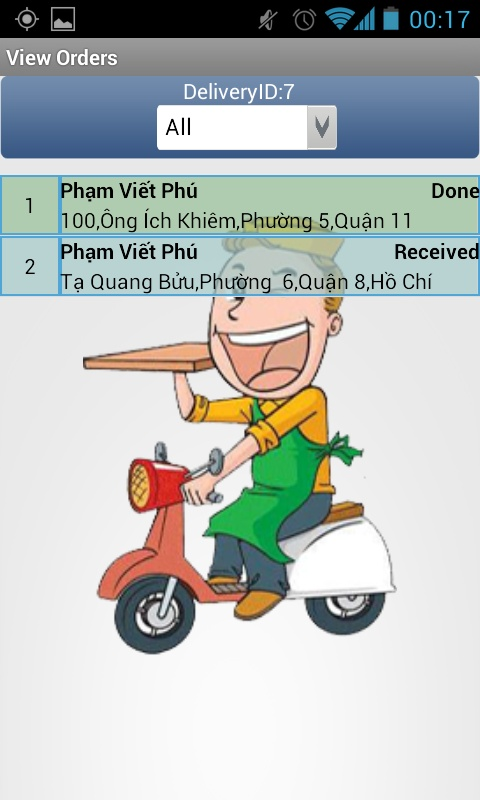 00:17
View Orders
DeliveryID:7
All
1
Phạm Viết Phú
Done
100,Ông Ích Khiêm,Phường 5,Quận 11
2
Phạm Viết Phú
Received
Tạ Quang Bửu,Phường  6,Quận 8,Hồ Chí